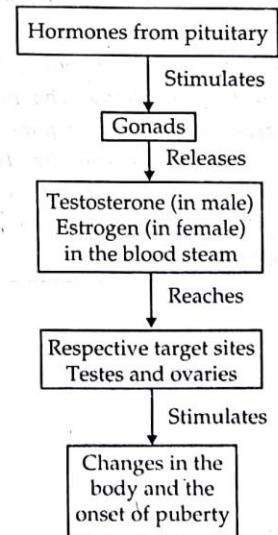 Hormones from pituitary
Stimulates
Gonads
Releases
Testosterone (in male)
Estrogen (in female)
in the blood steam
Reaches
Respective target sites
Testes and ovaries
Stimulates
Changes in the
body and the
onset of puberty